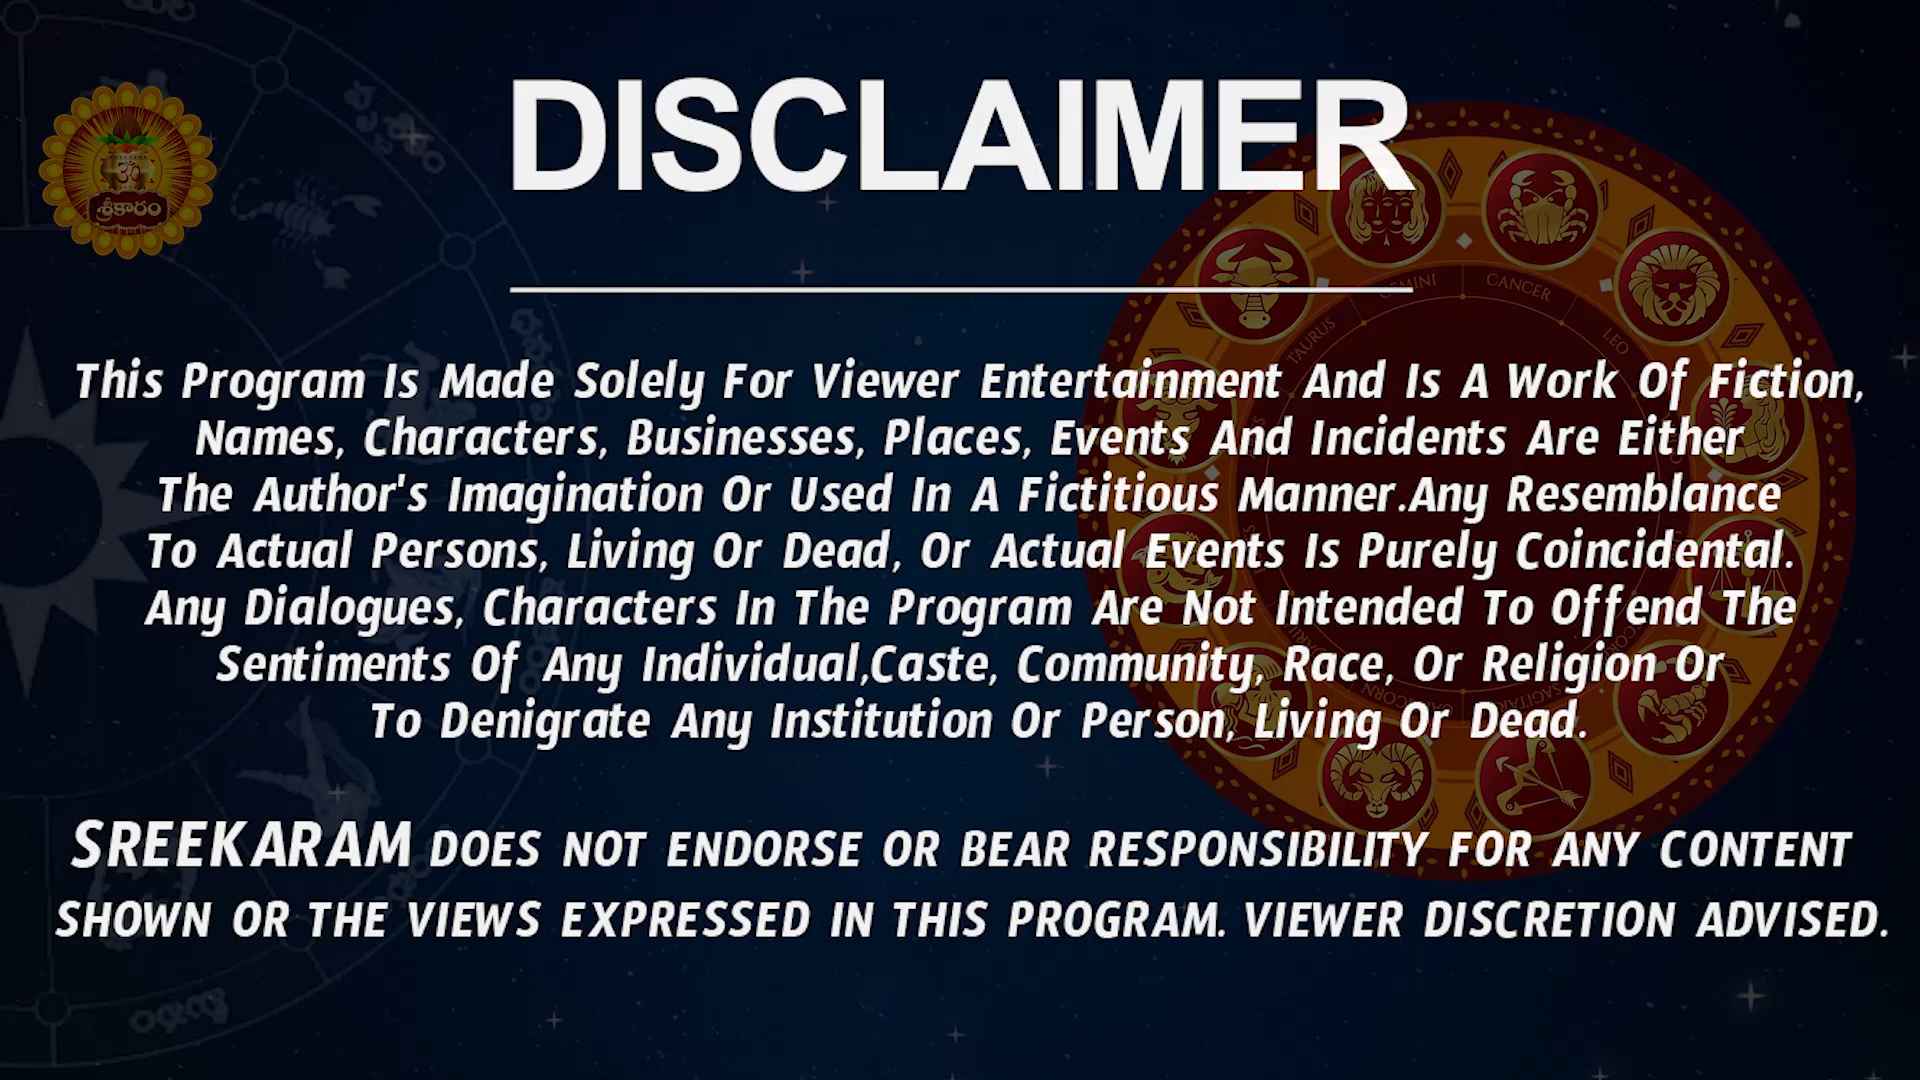 DISCLAIMER
ॐ
శ్రీకారం
GEMINI
CANCER
TAURUS
LEO
This Program Is Made Solely For Viewer Entertainment And Is A Work Of Fiction,
Names, Characters, Businesses, Places, Events And Incidents Are Either
The Author's Imagination Or Used In A Fictitious Manner.Any Resemblance
To Actual Persons, Living Or Dead, Or Actual Events Is Purely Coincidental.
Any Dialogues, Characters In The Program Are Not Intended To Offend The
Sentiments Of Any Individual,Caste, Community, Race, Or Religion Or
To Denigrate Any Institution Or Person, Living Or Dead.
SREEKARAM DOES NOT ENDORSE OR BEAR RESPONSIBILITY FOR ANY CONTENT
SHOWN OR THE VIEWS EXPRESSED IN THIS PROGRAM. VIEWER DISCRETION ADVISED.